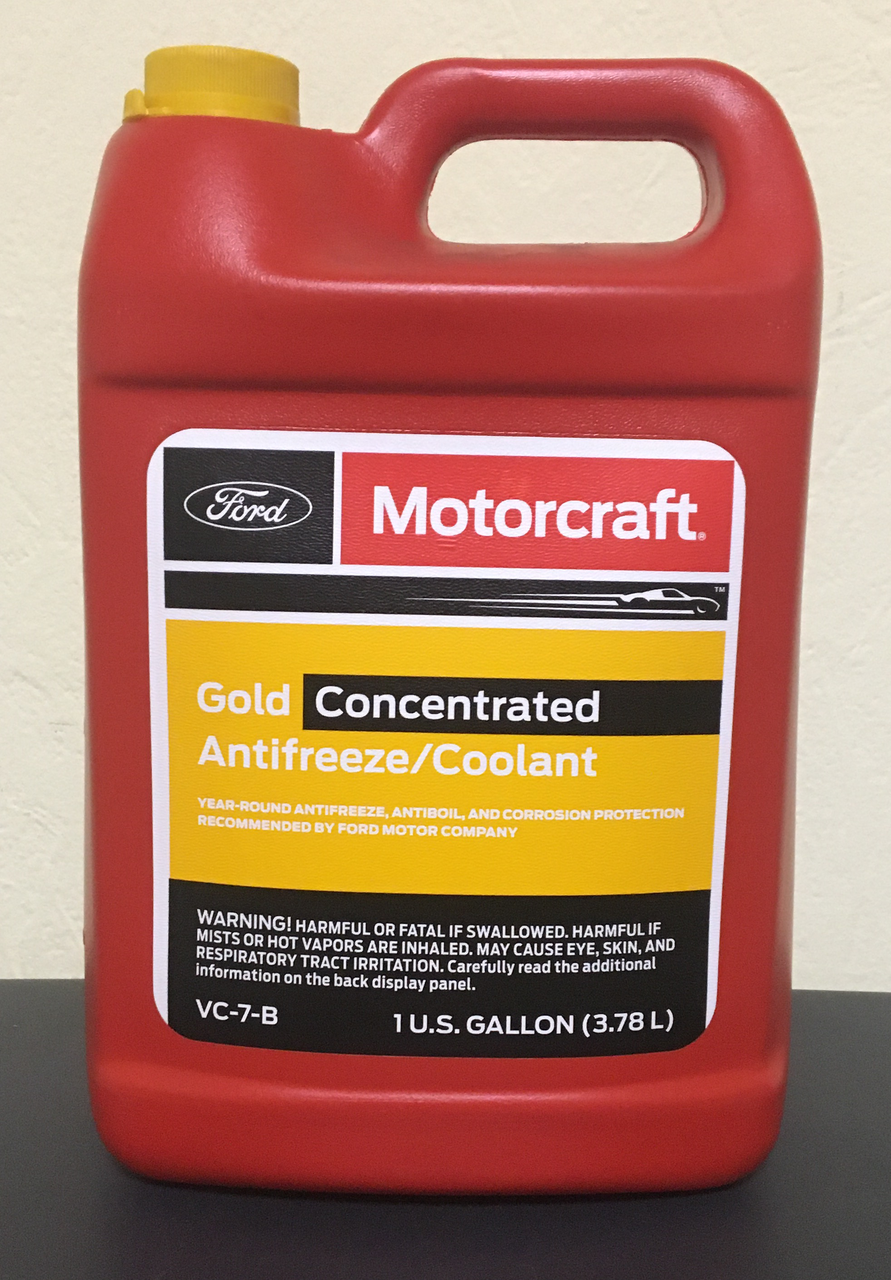 Ford Motorcraft®
™
Gold Concentrated
Antifreeze/Coolant
YEAR-ROUND ANTIFREEZE, ANTIBOIL, AND CORROSION PROTECTION
RECOMMENDED BY FORD MOTOR COMPANY
WARNING! HARMFUL OR FATAL IF SWALLOWED. HARMFUL IF
MISTS OR HOT VAPORS ARE INHALED. MAY CAUSE EYE, SKIN, AND
RESPIRATORY TRACT IRRITATION. Carefully read the additional
information on the back display panel.
VC-7-B 1 U.S. GALLON (3.78 L)